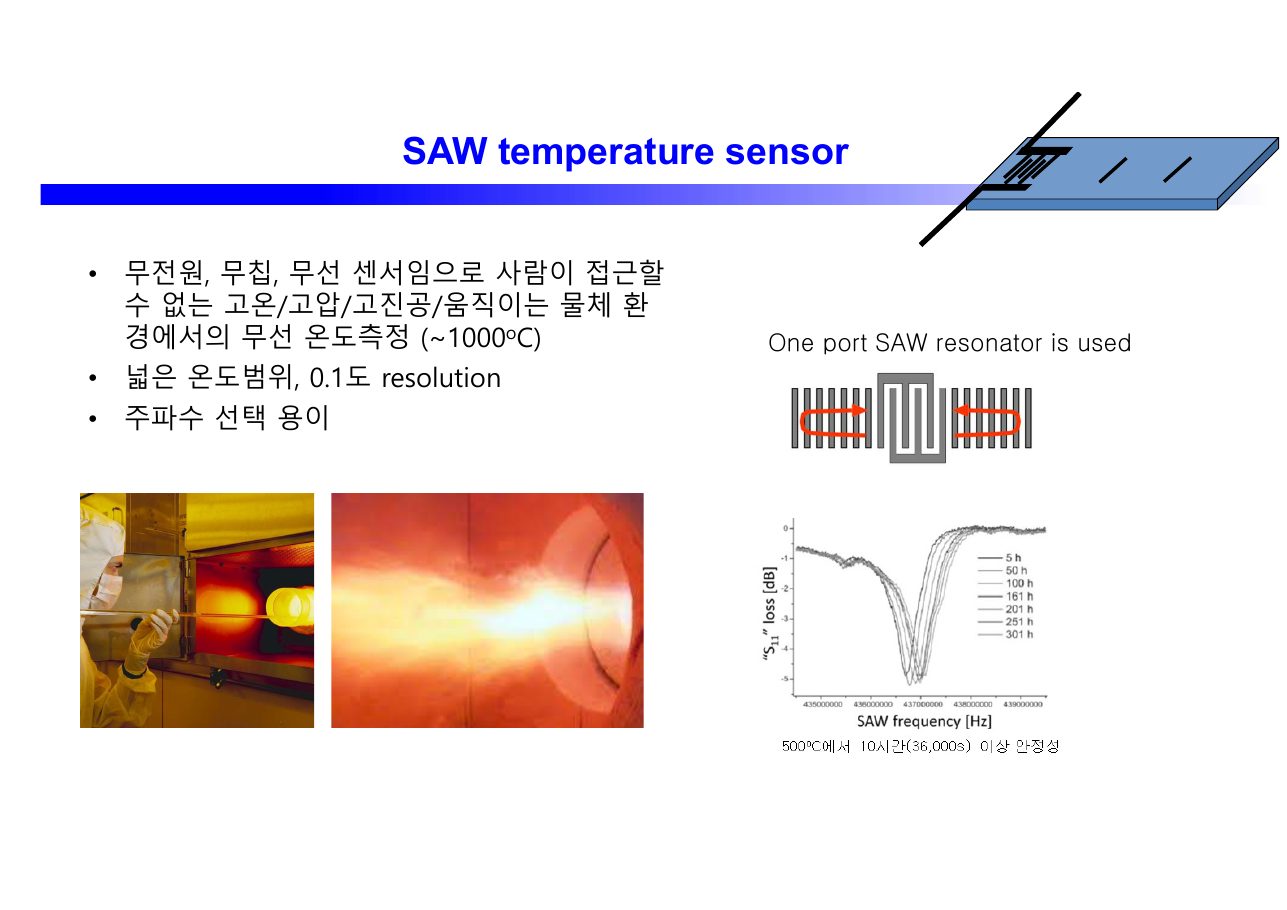 SAW temperature sensor
• 무전원, 무칩, 무선 센서임으로 사람이 접근할
수 없는 고온/고압/고진공/움직이는 물체 환
경에서의 무선 온도측정 (~1000ºC)
• 넓은 온도범위, 0.1도 resolution
• 주파수 선택 용이
One port SAW resonator is used
0
-1
-2
-3
-4
-5
"S₁₁" loss [dB]
5 h
50 h
100 h
161 h
201 h
251 h
301 h
435000000 436000000 437000000 438000000 439000000
SAW frequency [Hz]
500ºC에서 10시간(36,000s) 이상 안정성